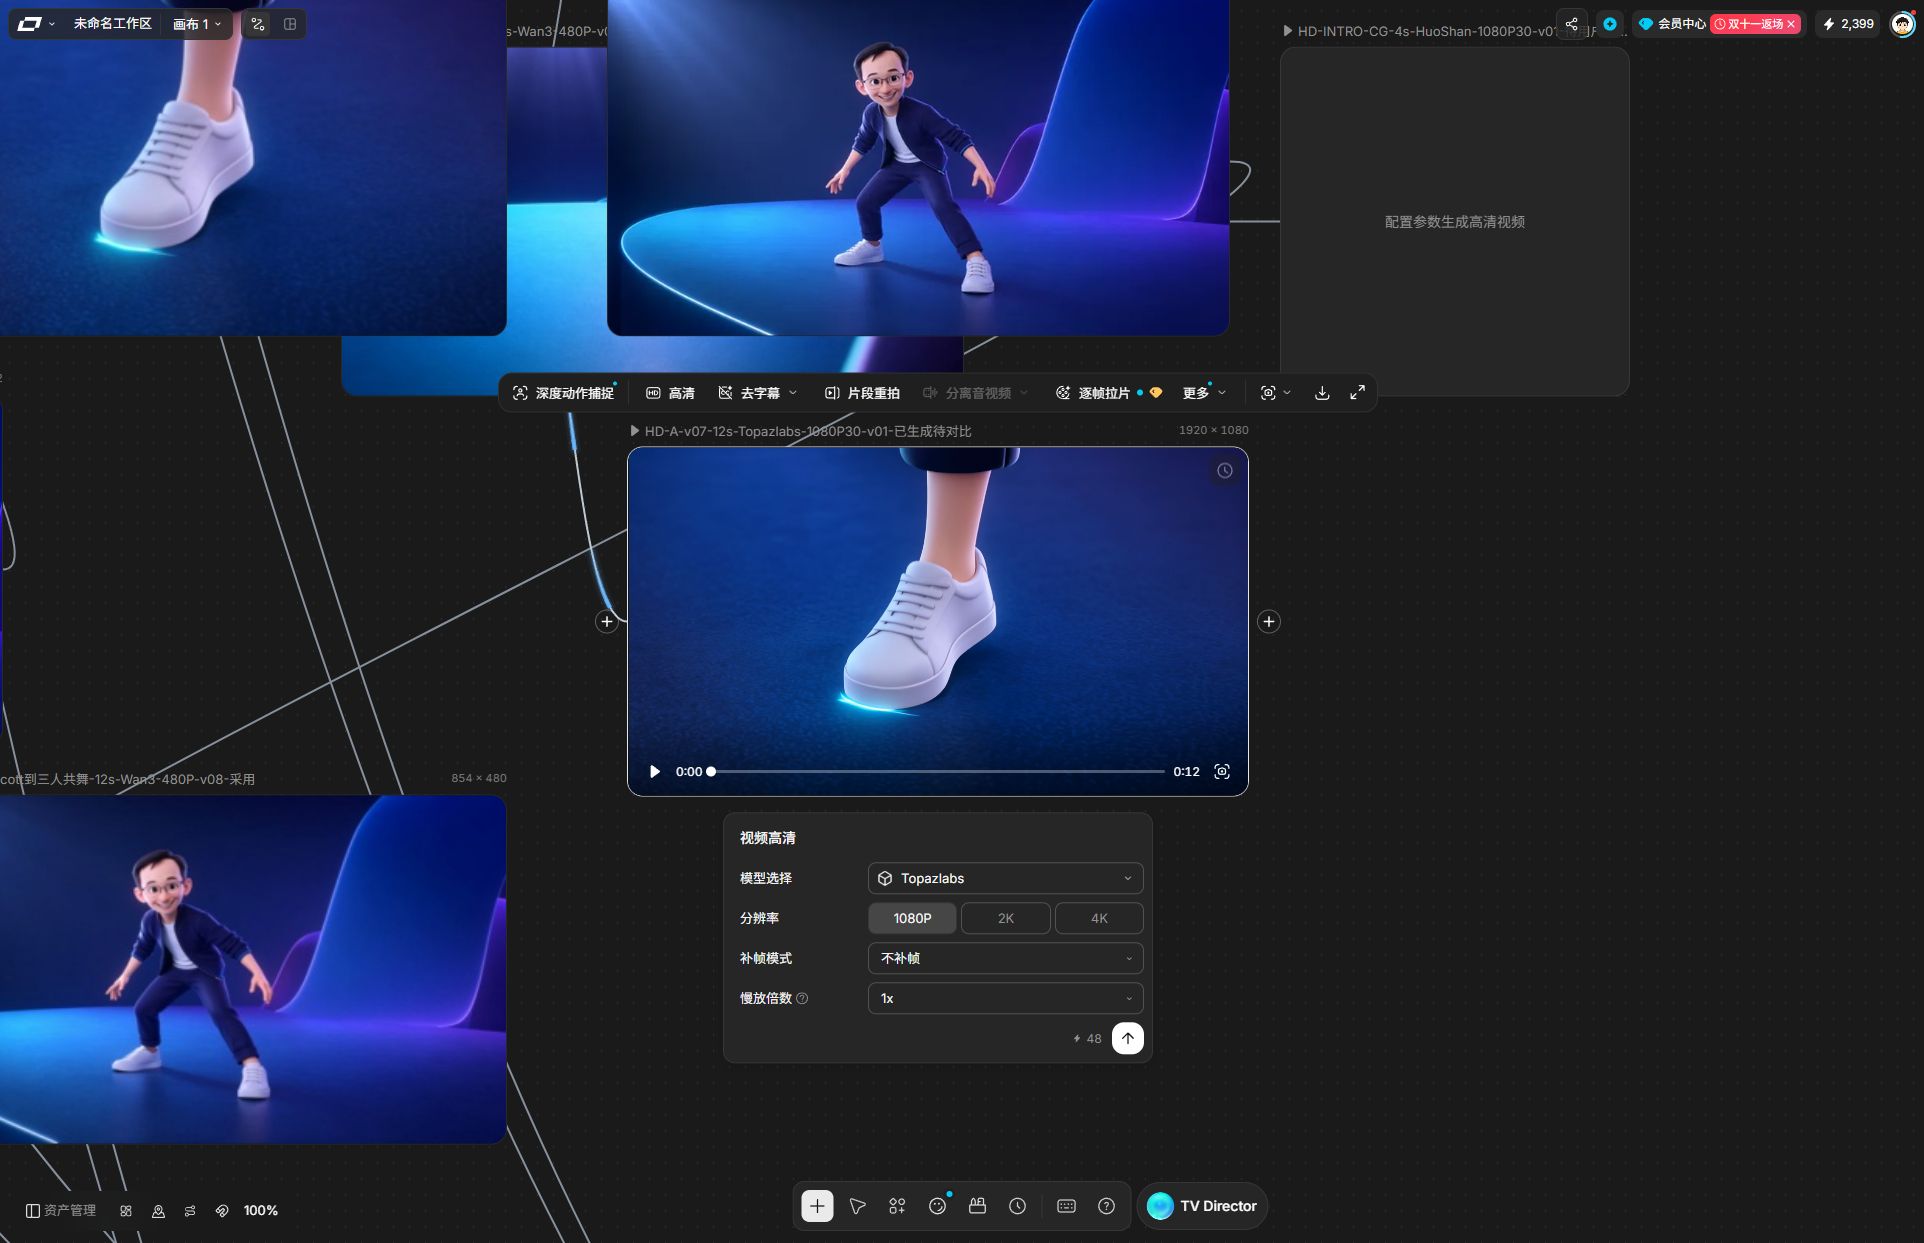 未命名工作区
画布 1
s-Wan3-480P-v0
HD-INTRO-CG-4s-HuoShan-1080P30-v01
会员中心
双十一返场
2,399
配置参数生成高清视频
深度动作捕捉
高清
去字幕
片段重拍
分离音视频
逐帧拉片
更多
HD-A-v07-12s-Topazlabs-1080P30-v01-已生成待对比
1920 × 1080
0:00
0:12
cott到三人共舞-12s-Wan3-480P-v08-采用
854 × 480
视频高清
模型选择
Topazlabs
分辨率
1080P
2K
4K
补帧模式
不补帧
慢放倍数
1x
48
资产管理
100%
TV Director